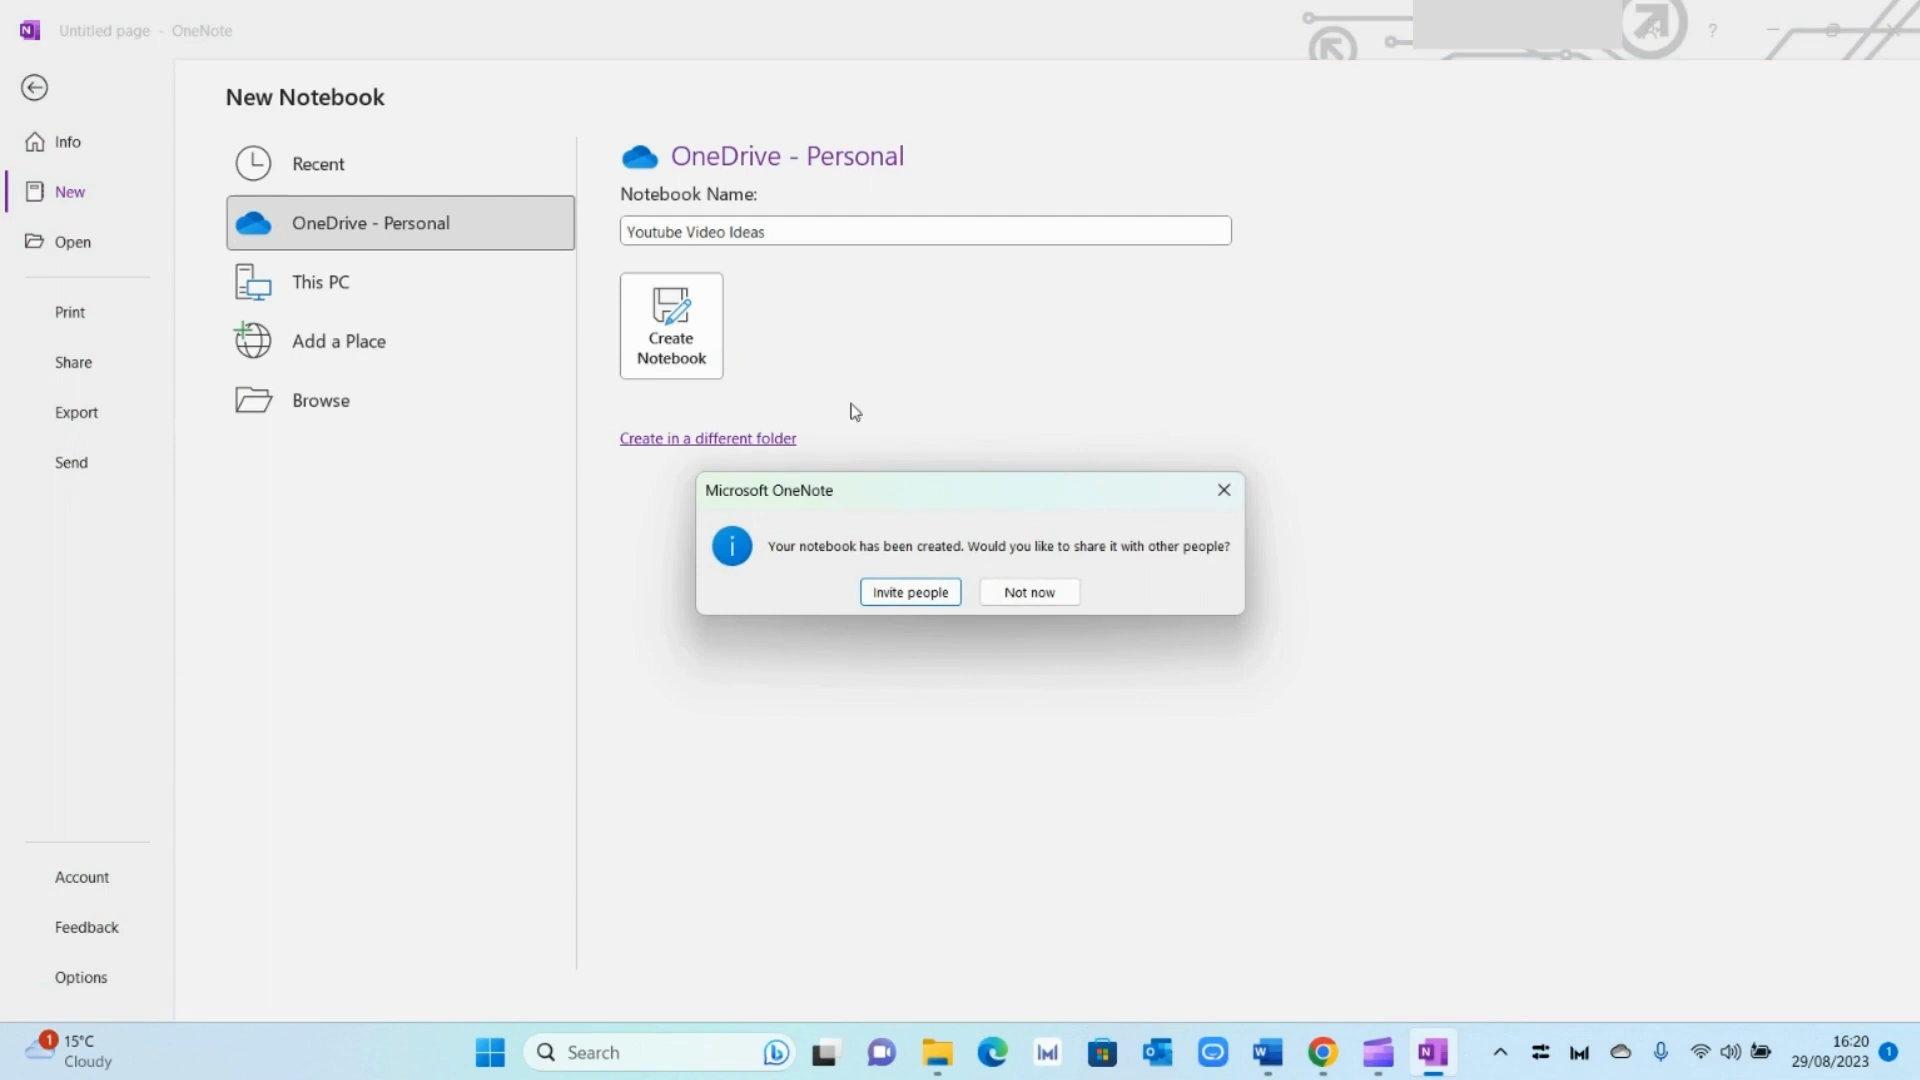 Untitled page - OneNote
?
New Notebook
Info
New
Open
Print
Share
Export
Send
Account
Feedback
Options
Recent
OneDrive - Personal
This PC
Add a Place
Browse
OneDrive - Personal
Notebook Name:
Youtube Video Ideas
Create
Notebook
Create in a different folder
Microsoft OneNote
Your notebook has been created. Would you like to share it with other people?
Invite people
Not now
1
15°C
Cloudy
Search
16:20
29/08/2023
1